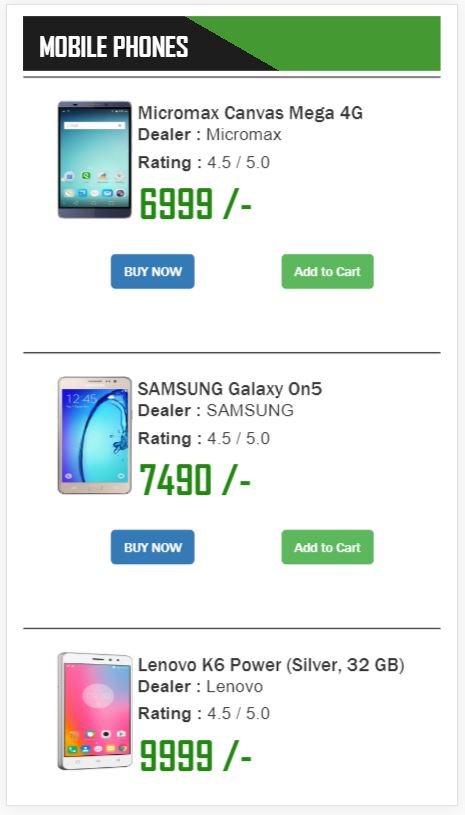 MOBILE PHONES
Micromax Canvas Mega 4G
Dealer : Micromax
Rating : 4.5 / 5.0
6999 /-
BUY NOW
Add to Cart
SAMSUNG Galaxy On5
Dealer : SAMSUNG
Rating : 4.5 / 5.0
12:45
7490 /-
BUY NOW
Add to Cart
Lenovo K6 Power (Silver, 32 GB)
Dealer : Lenovo
Rating : 4.5 / 5.0
9999 /-